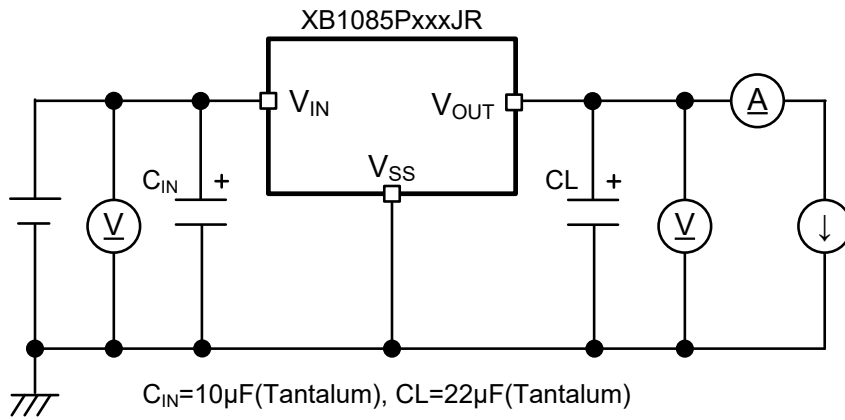 XB1085PxxxJR
V_IN V_OUT
V_SS
C_IN + CL +
V V A ↓
C_IN=10µF(Tantalum), CL=22µF(Tantalum)